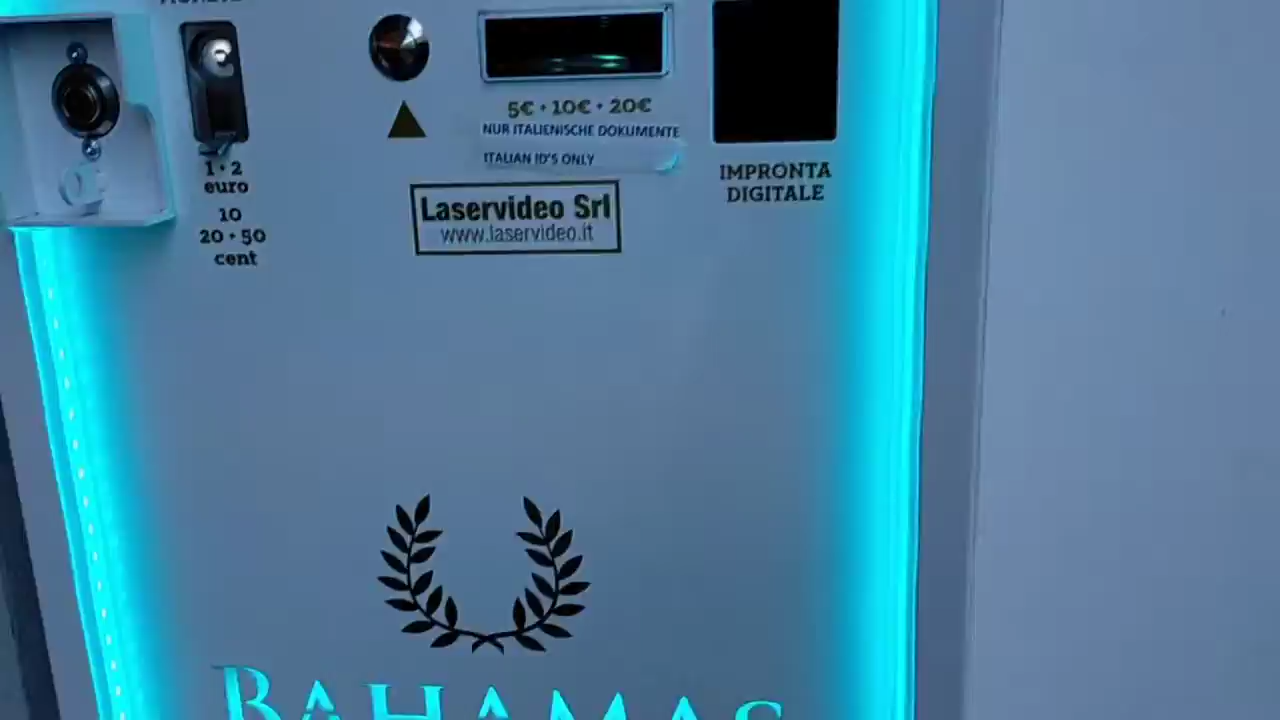 1 • 2
euro
10
20 • 50
cent
5€ • 10€ • 20€
NUR ITALIENISCHE DOKUMENTE
ITALIAN ID'S ONLY
Laservideo Srl
www.laservideo.it
IMPRONTA
DIGITALE
BAHAMAS